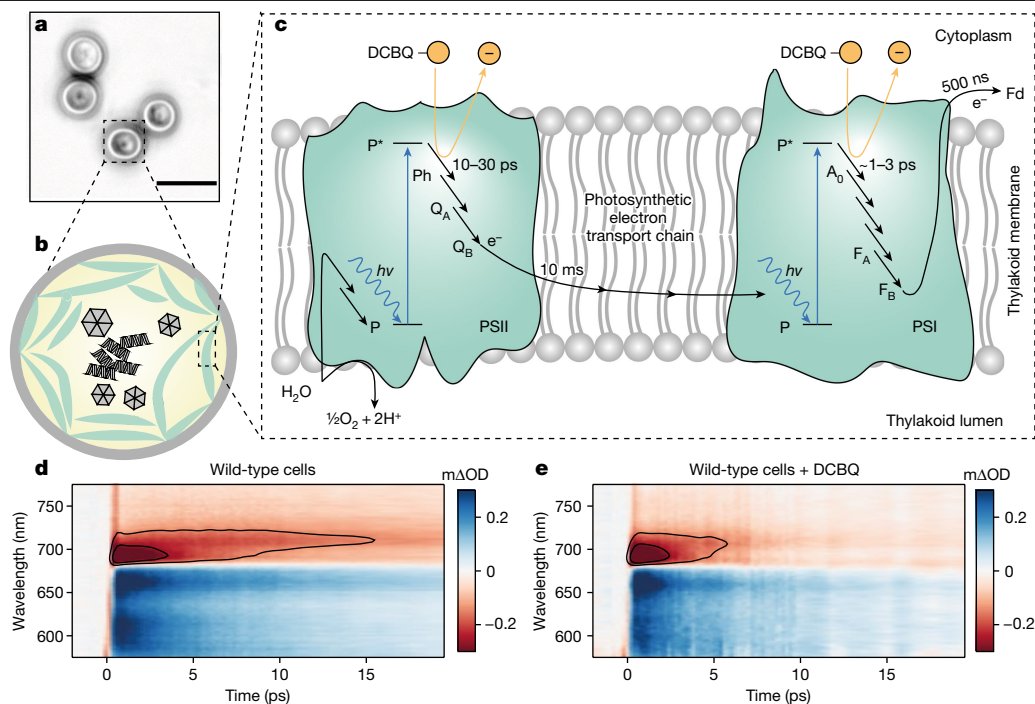 a
b
c
Cytoplasm
DCBQ
−
DCBQ
−
500 ns
e−
Fd
P*
10–30 ps
Ph
QA
QB
e−
hv
P
PSII
H2O
½O2 + 2H+
Photosynthetic
electron
transport chain
10 ms
P*
~1–3 ps
A0
FA
FB
hv
P
PSI
Thylakoid membrane
Thylakoid lumen
d
Wild-type cells
mΔOD
Wavelength (nm)
750
700
650
600
0.2
0
−0.2
0
5
10
15
Time (ps)
e
Wild-type cells + DCBQ
mΔOD
Wavelength (nm)
750
700
650
600
0.2
0
−0.2
0
5
10
15
Time (ps)